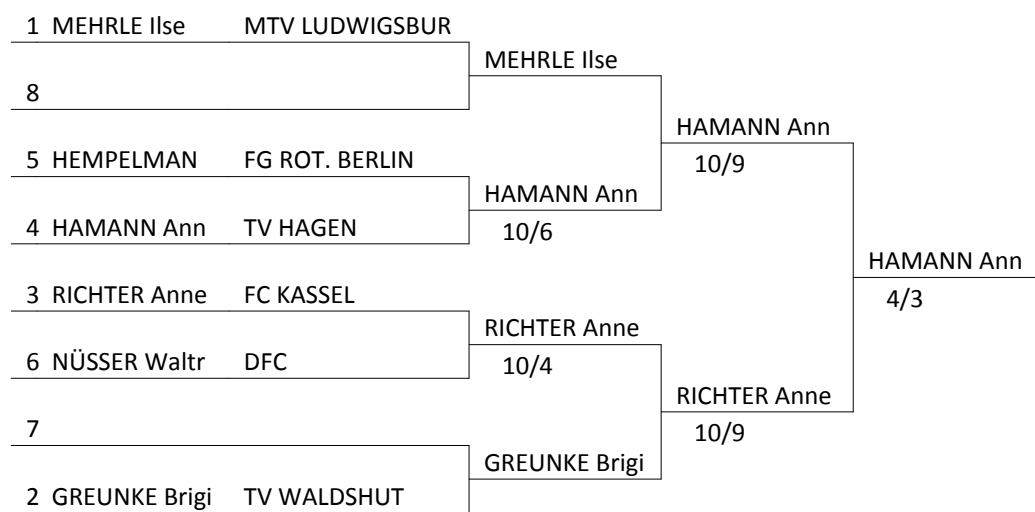 1 MEHRLE Ilse MTV LUDWIGSBUR
MEHRLE Ilse
8
HAMANN Ann
5 HEMPELMAN FG ROT. BERLIN
10/9
HAMANN Ann
4 HAMANN Ann TV HAGEN
10/6
HAMANN Ann
3 RICHTER Anne FC KASSEL
4/3
RICHTER Anne
6 NÜSSER Waltr DFC
10/4
RICHTER Anne
7
10/9
GREUNKE Brigi
2 GREUNKE Brigi TV WALDSHUT